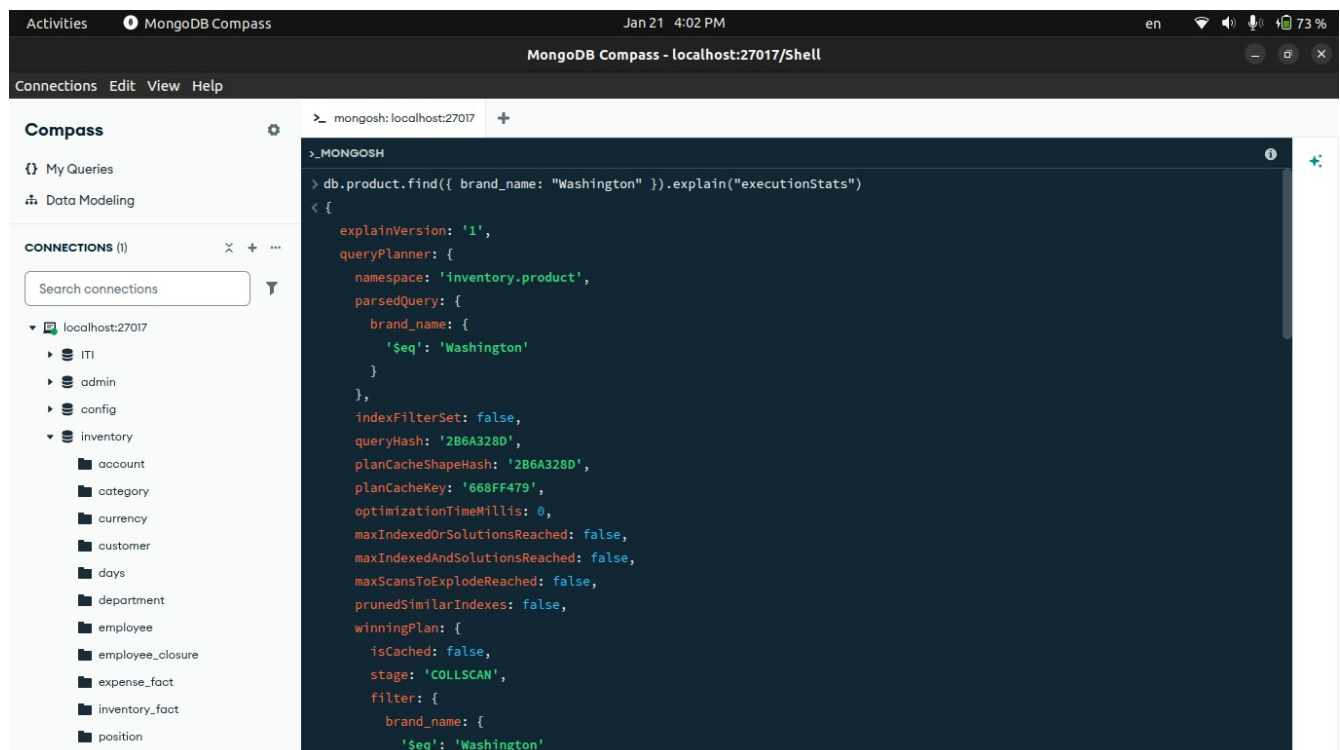 Activities MongoDB Compass Jan 21 4:02 PM en 73 %
MongoDB Compass - localhost:27017/Shell
Connections Edit View Help
Compass
{} My Queries
Data Modeling
CONNECTIONS (1)
Search connections
localhost:27017
ITI
admin
config
inventory
account
category
currency
customer
days
department
employee
employee_closure
expense_fact
inventory_fact
position
>_ mongosh: localhost:27017 +
>_MONGOSH
> db.product.find({ brand_name: "Washington" }).explain("executionStats")
< {
explainVersion: '1',
queryPlanner: {
namespace: 'inventory.product',
parsedQuery: {
brand_name: {
'$eq': 'Washington'
}
},
indexFilterSet: false,
queryHash: '2B6A328D',
planCacheShapeHash: '2B6A328D',
planCacheKey: '668FF479',
optimizationTimeMillis: 0,
maxIndexedOrSolutionsReached: false,
maxIndexedAndSolutionsReached: false,
maxScansToExplodeReached: false,
prunedSimilarIndexes: false,
winningPlan: {
isCached: false,
stage: 'COLLSCAN',
filter: {
brand_name: {
'$eq': 'Washington'